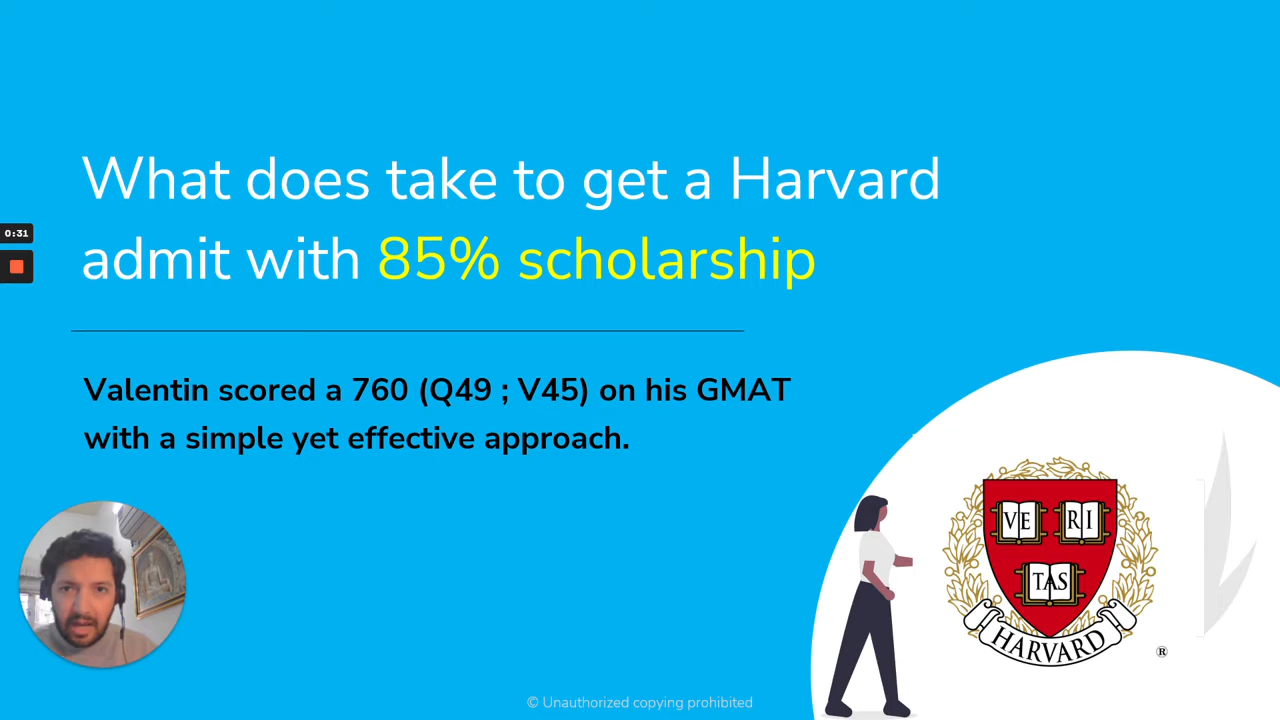 What does take to get a Harvard
admit with 85% scholarship
0:31
Valentin scored a 760 (Q49 ; V45) on his GMAT
with a simple yet effective approach.
VE RI
TAS
HARVARD
®
© Unauthorized copying prohibited